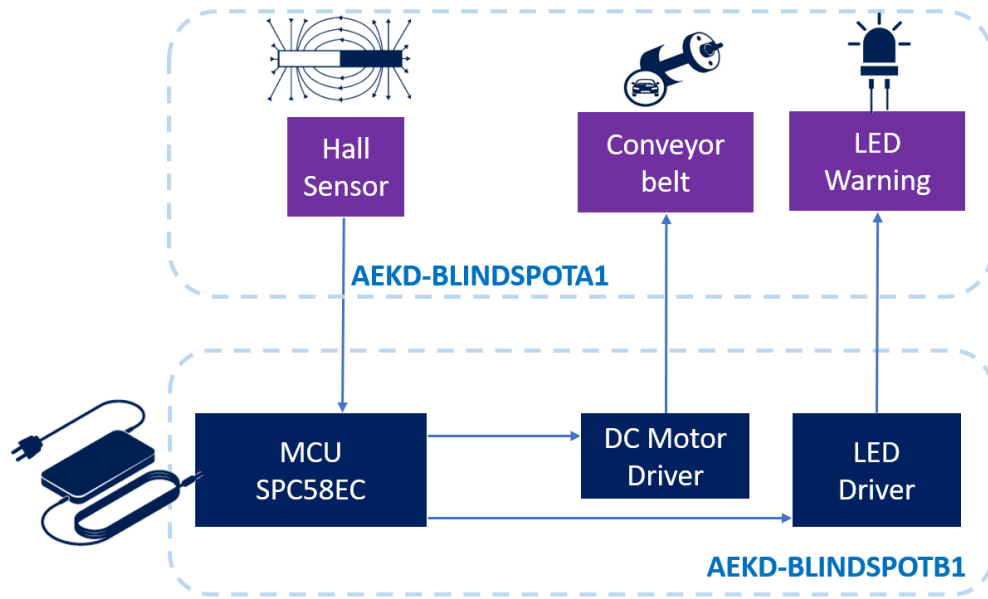 Hall
Sensor
Conveyor
belt
LED
Warning
AEKD-BLINDSPOTA1
MCU
SPC58EC
DC Motor
Driver
LED
Driver
AEKD-BLINDSPOTB1